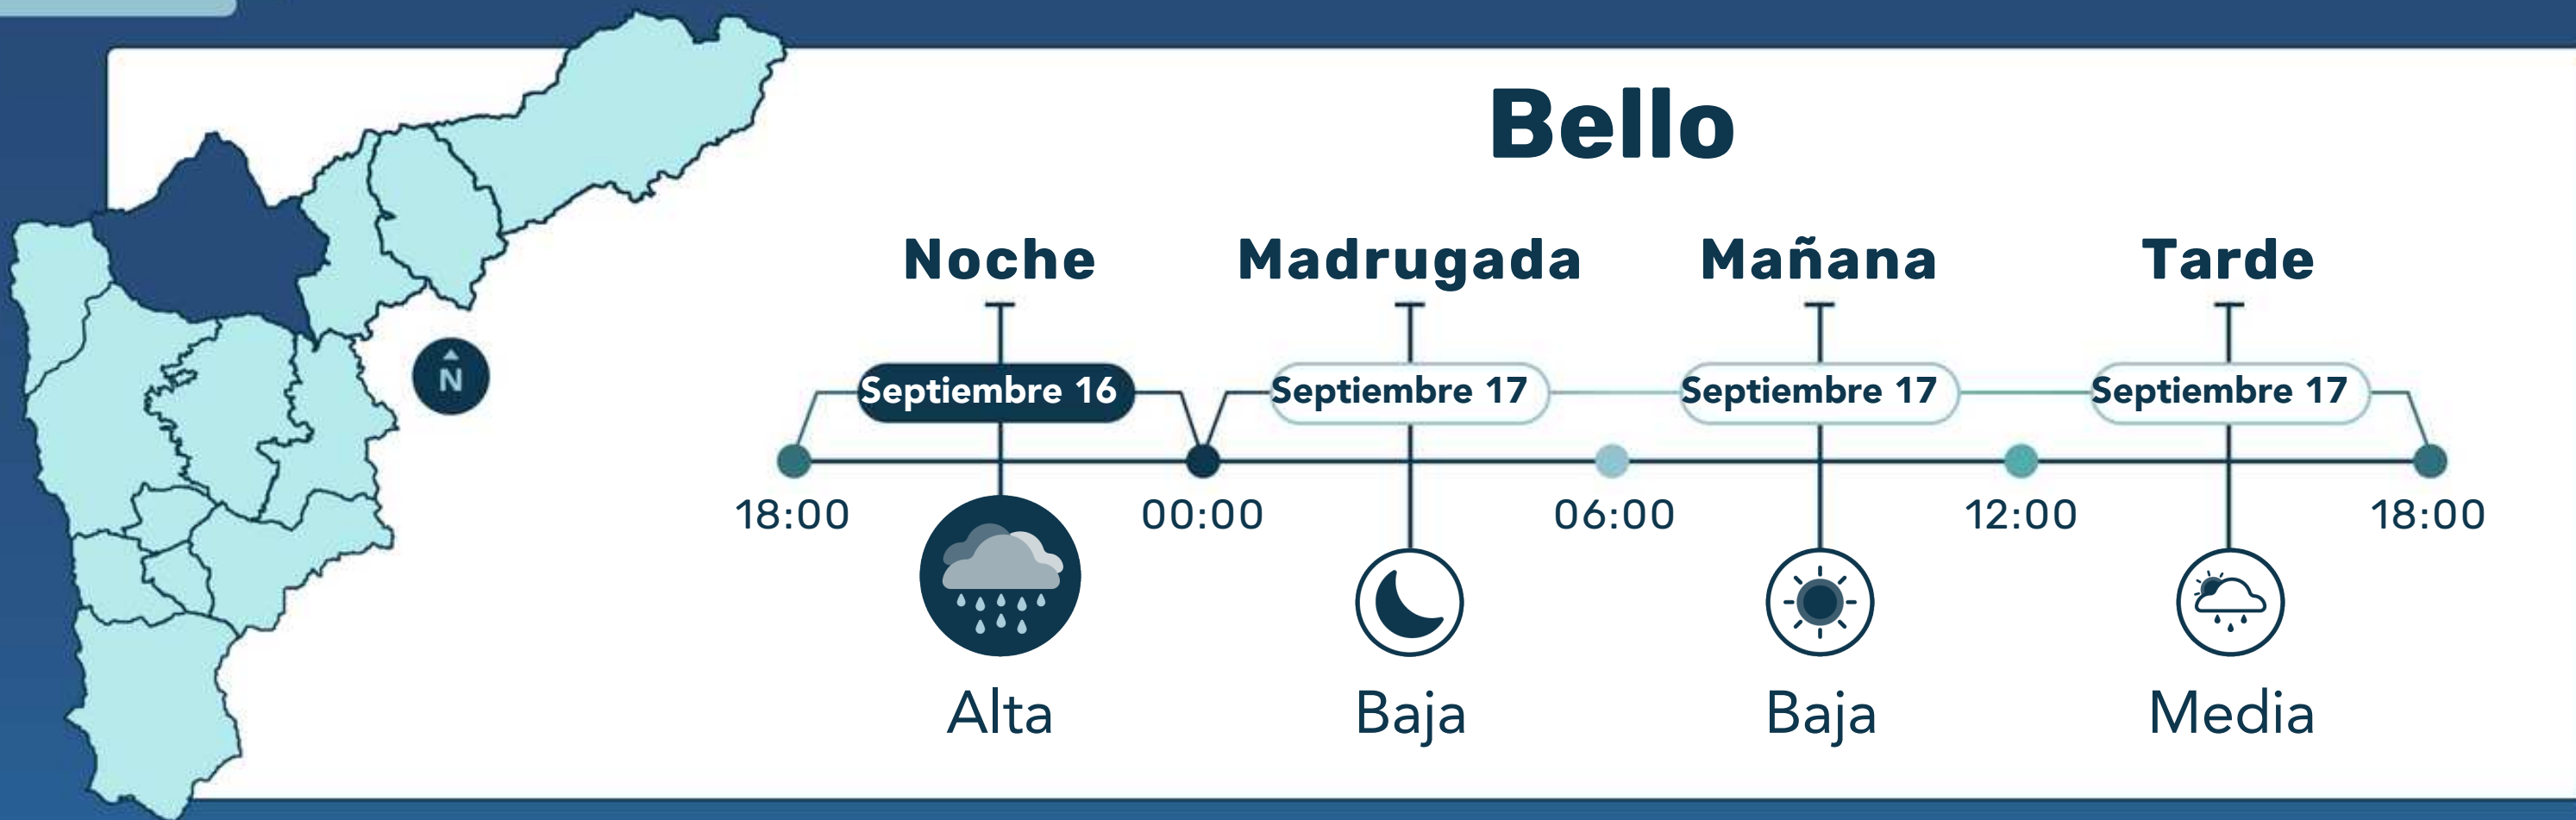 Bello
Noche Madrugada Mañana Tarde
Septiembre 16 Septiembre 17 Septiembre 17 Septiembre 17
N
18:00 00:00 06:00 12:00 18:00
Alta Baja Baja Media